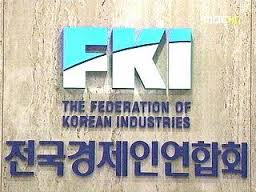 FKI
THE FEDERATION OF
KOREAN INDUSTRIES
전국경제인연합회